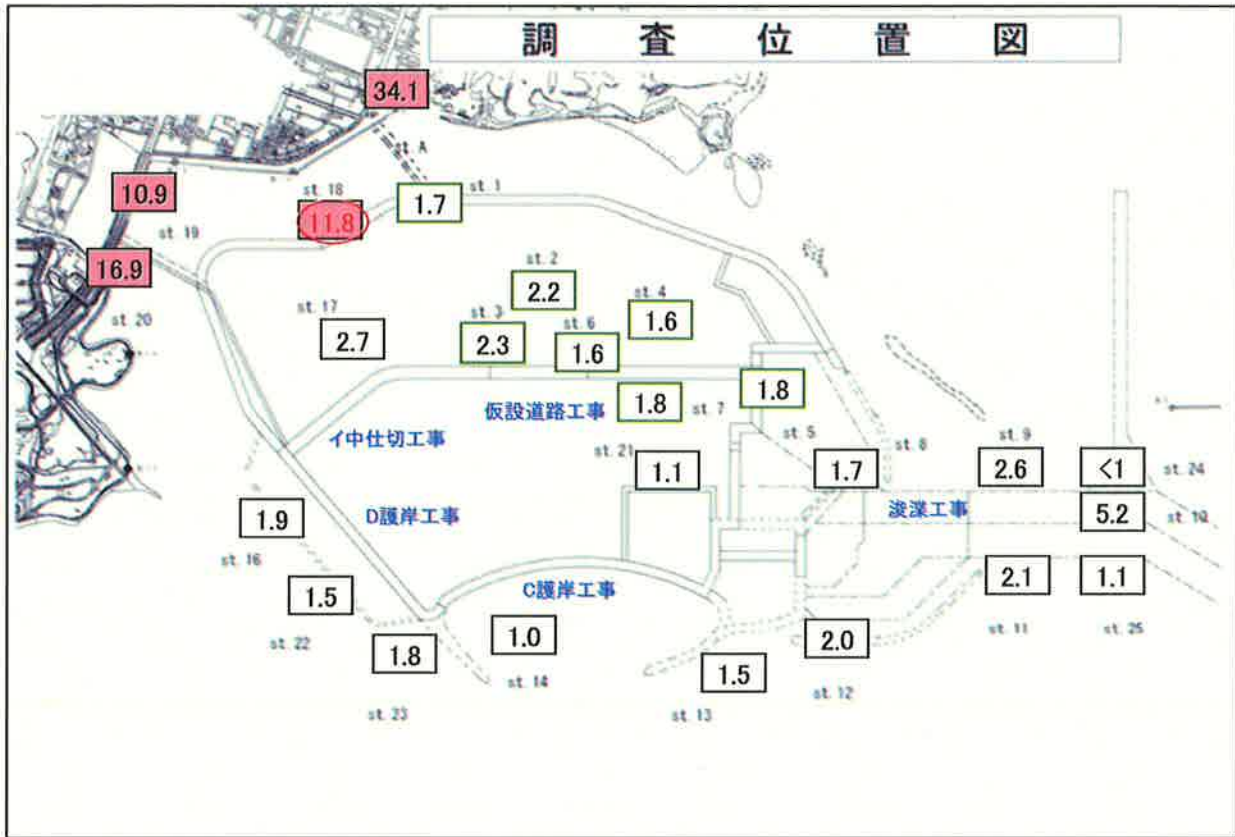 調査位置図
34.1
st. A
10.9
st. 18
11.8
1.7
st. 1
st. 19
16.9
st. 2
2.2
st. 20
st. 17
2.7
st. 3
2.3
st. 6
1.6
st. 4
1.6
仮設道路工事
1.8
st. 7
1.8
イ中仕切工事
st. 21
1.1
st. 5
1.7
st. 8
st. 9
2.6
<1
st. 24
D護岸工事
1.9
st. 16
浚渫工事
5.2
st. 10
C護岸工事
1.5
st. 22
2.1
st. 11
1.1
st. 25
1.8
st. 23
1.0
st. 14
1.5
st. 13
2.0
st. 12